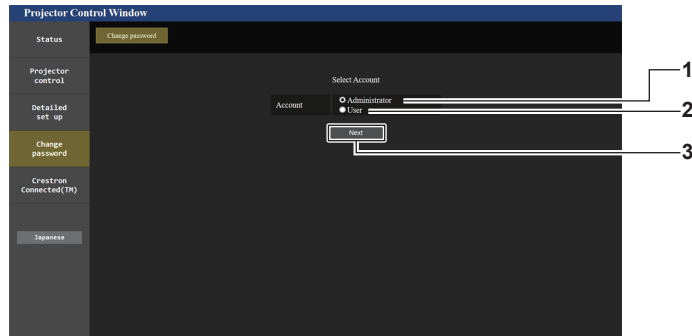 Projector Control Window
Status
Change password
Projector
control
Detailed
set up
Change
password
Crestron
Connected(TM)
Japanese
Select Account
Account
Administrator
User
Next
1
2
3